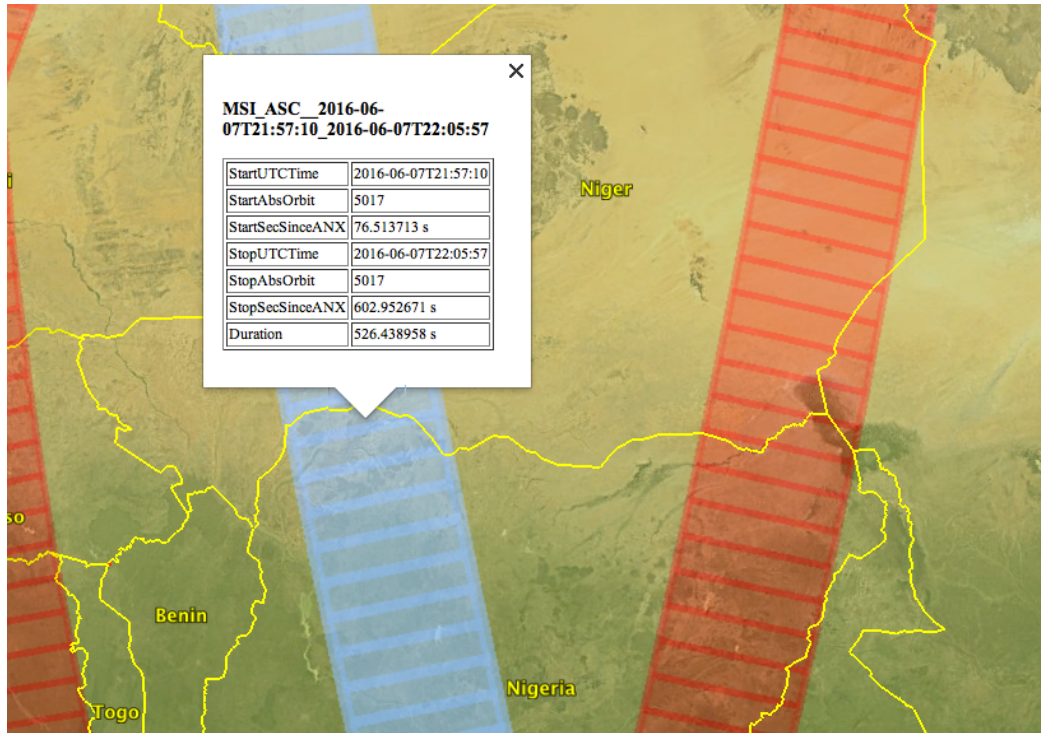 MSI_ASC__2016-06-
07T21:57:10_2016-06-07T22:05:57
StartUTCTime 2016-06-07T21:57:10
StartAbsOrbit 5017
StartSecSinceANX 76.513713 s
StopUTCTime 2016-06-07T22:05:57
StopAbsOrbit 5017
StopSecSinceANX 602.952671 s
Duration 526.438958 s
i
Niger
so
Benin
Nigeria
Togo